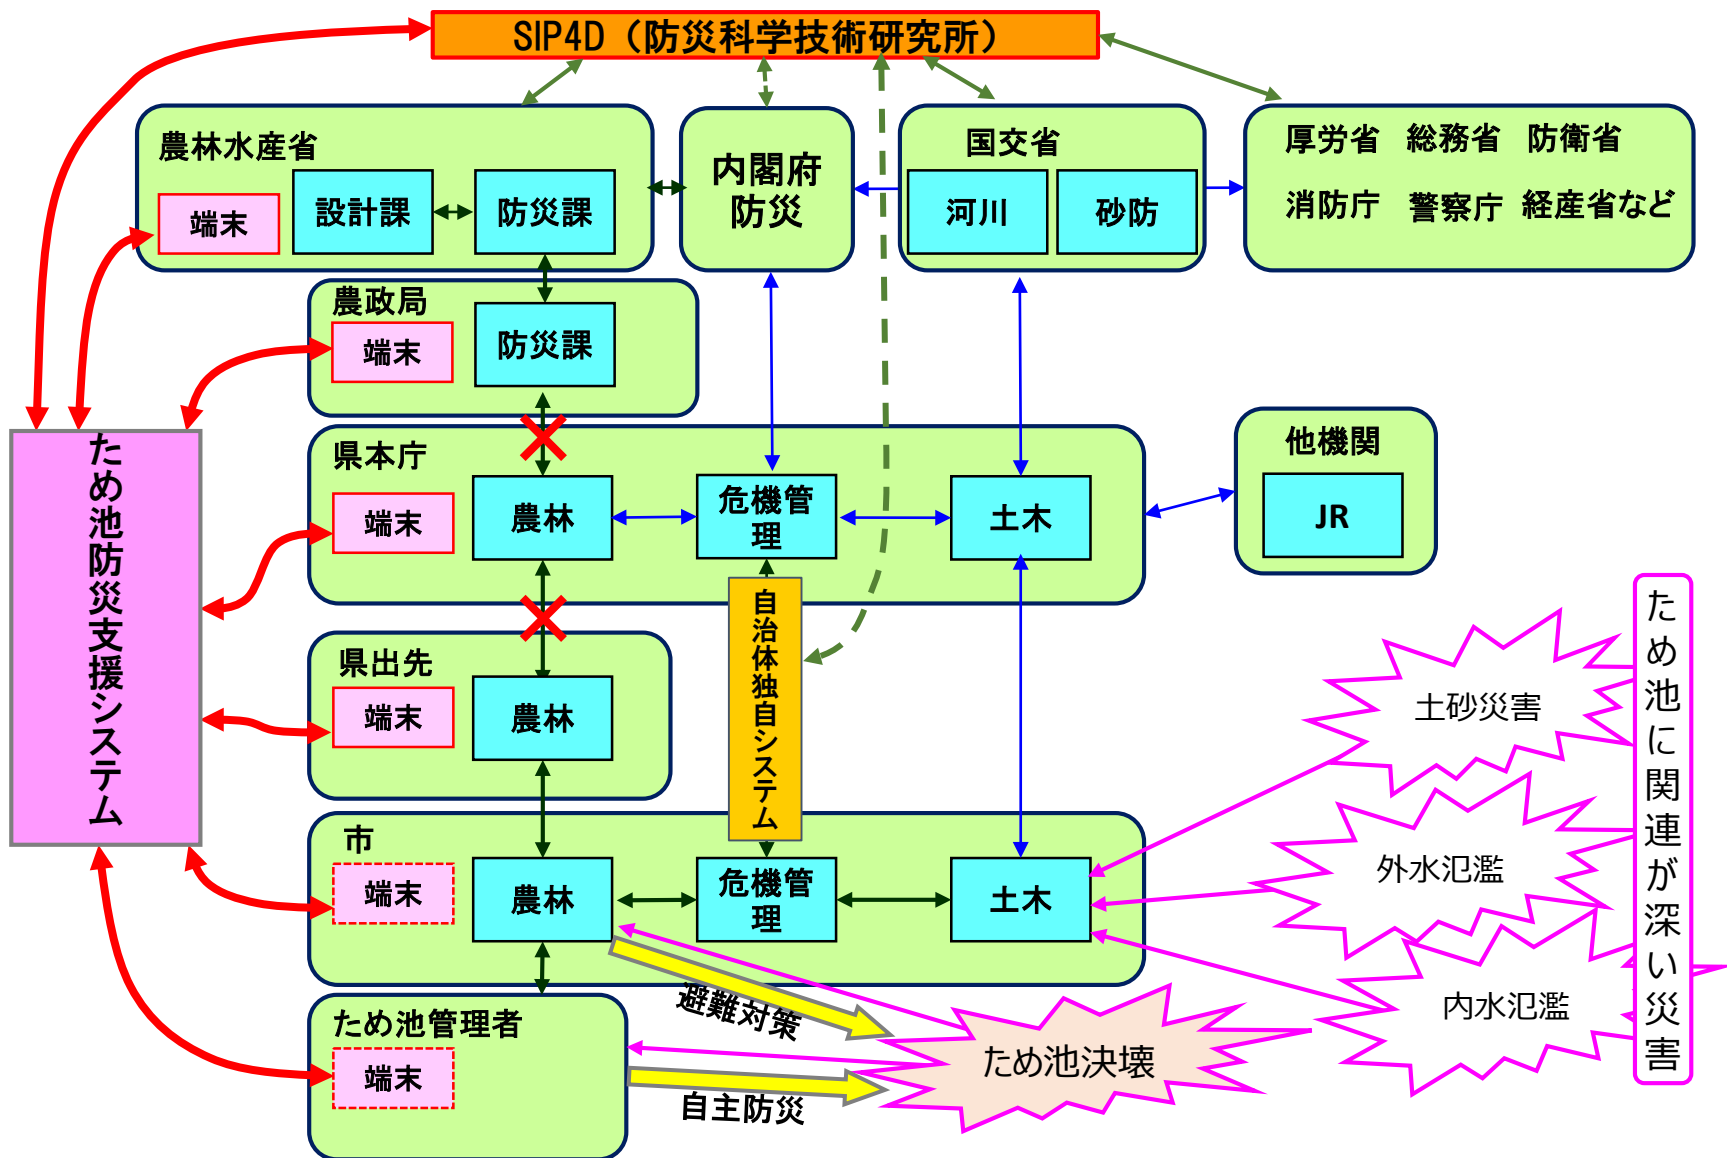 SIP4D（防災科学技術研究所）
農林水産省
端末
設計課
防災課
内閣府
防災
国交省
河川
砂防
厚労省 総務省 防衛省
消防庁 警察庁 経産省など
農政局
端末
防災課
ため池防災支援システム
県本庁
端末
農林
危機管
理
土木
他機関
JR
自治体独自システム
県出先
端末
農林
市
端末
農林
危機管
理
土木
ため池管理者
端末
避難対策
自主防災
ため池決壊
土砂災害
外水氾濫
内水氾濫
ため池に関連が深い災害